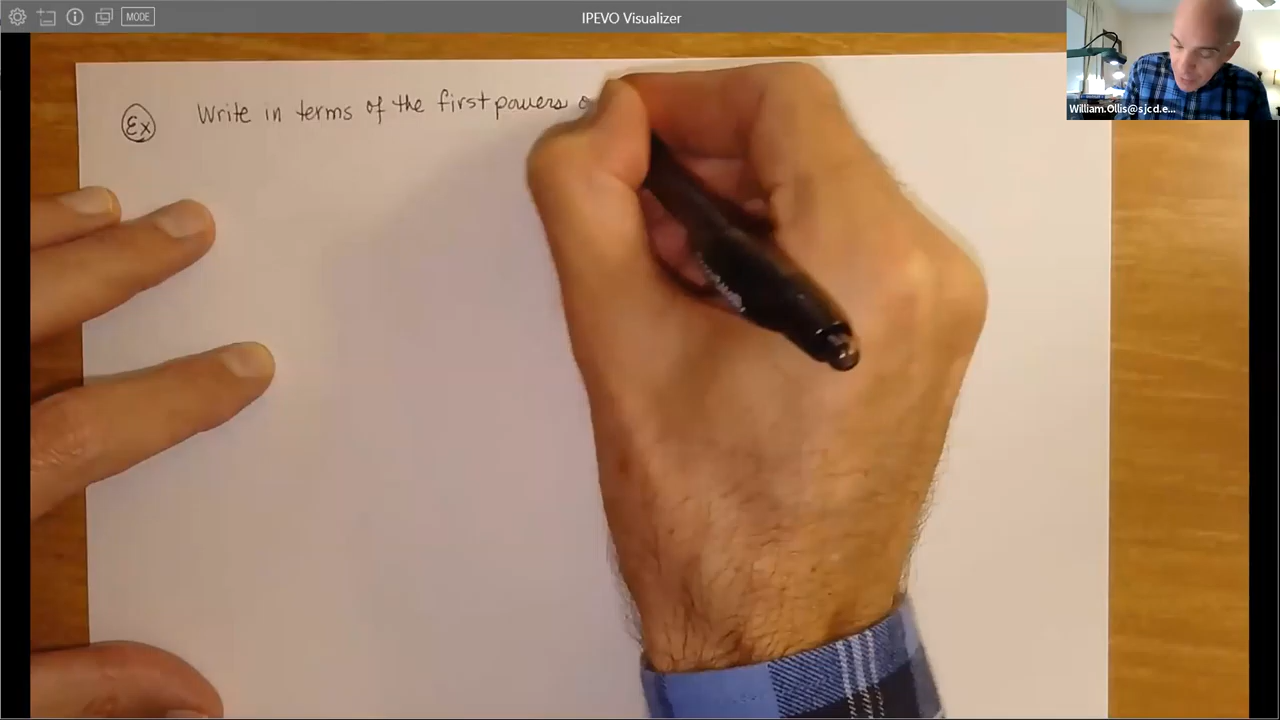 MODE
IPEVO Visualizer
William.Ollis@sjcd.e...
Ex Write in terms of the first powers